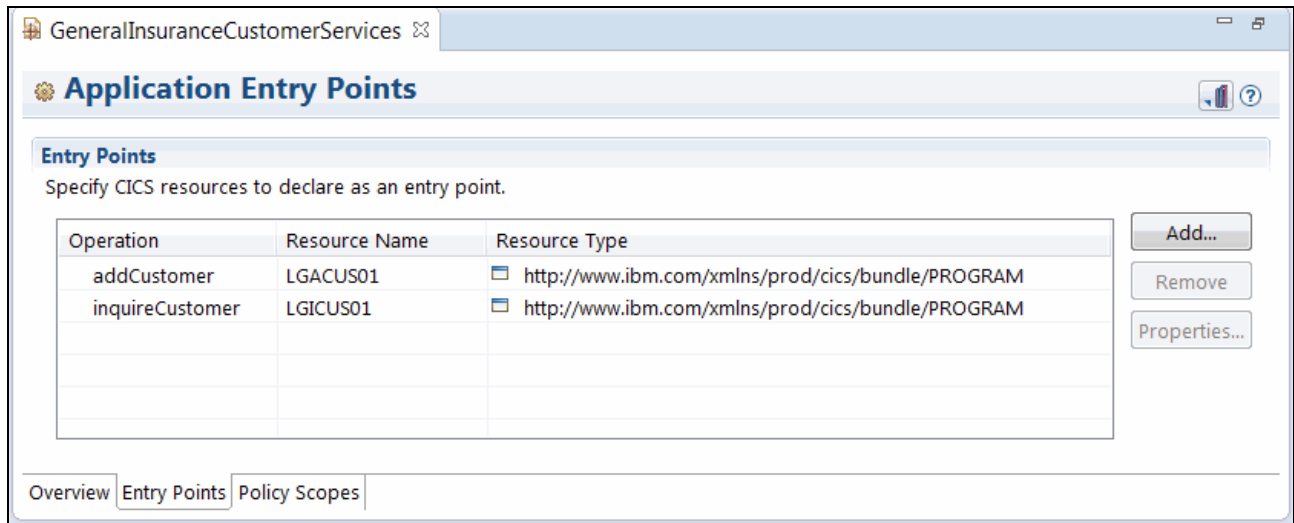 GeneralInsuranceCustomerServices
Application Entry Points
Entry Points
Specify CICS resources to declare as an entry point.
Operation Resource Name Resource Type
addCustomer LGACUS01 http://www.ibm.com/xmlns/prod/cics/bundle/PROGRAM
inquireCustomer LGICUS01 http://www.ibm.com/xmlns/prod/cics/bundle/PROGRAM
Add...
Remove
Properties...
Overview Entry Points Policy Scopes